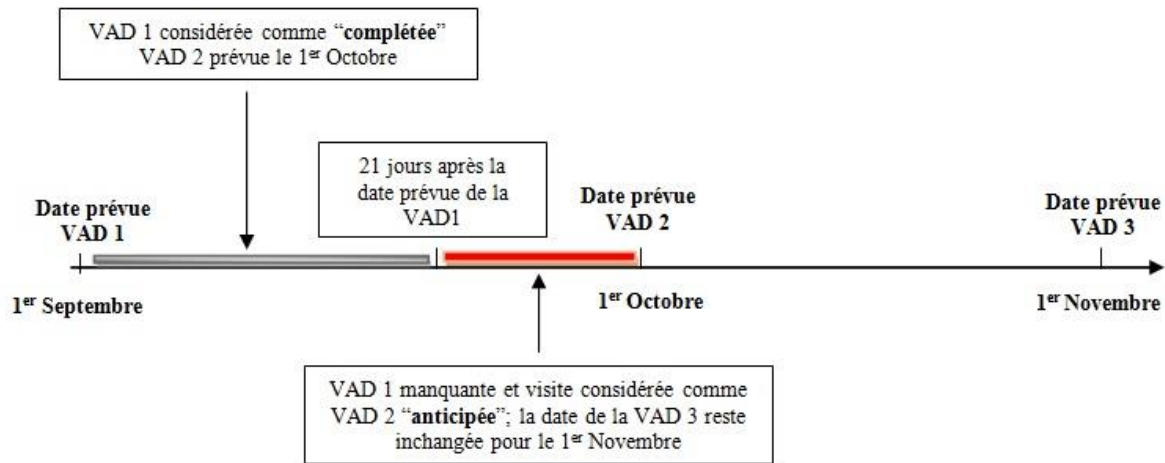 VAD 1 considérée comme “complétée”
VAD 2 prévue le 1er Octobre
21 jours après la
date prévue de la
VAD1
Date prévue
VAD 1
Date prévue
VAD 2
Date prévue
VAD 3
1er Septembre
1er Octobre
1er Novembre
VAD 1 manquante et visite considérée comme
VAD 2 “anticipée”; la date de la VAD 3 reste
inchangée pour le 1er Novembre